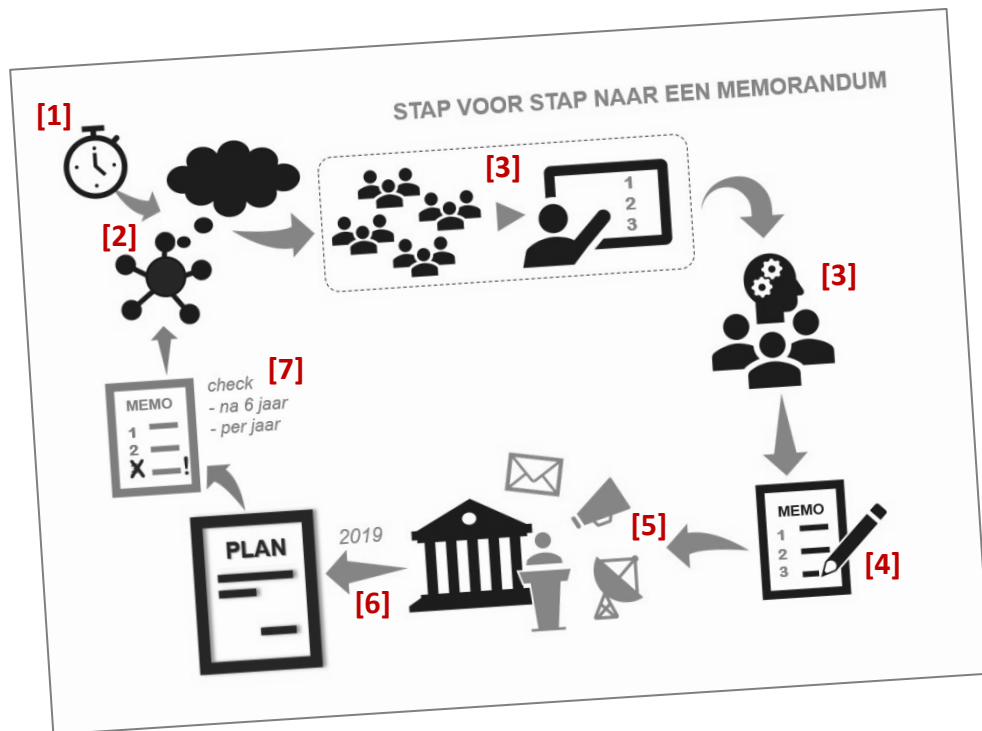 STAP VOOR STAP NAAR EEN MEMORANDUM
[1]
[2]
[3]
1
2
3
[3]
MEMO
1
2
3
[4]
[5]
2019
[6]
PLAN
[7]
check
- na 6 jaar
- per jaar
MEMO
1
2
X !